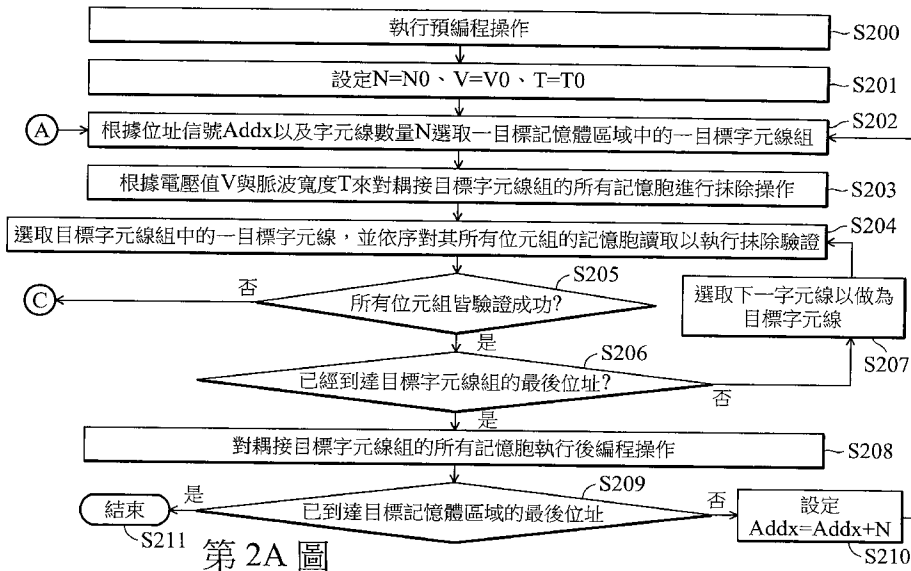 執行預編程操作
S200
設定N=N0、V=V0、T=T0
S201
A
根據位址信號Addx以及字元線數量N選取一目標記憶體區域中的一目標字元線組
S202
根據電壓值V與脈波寬度T來對耦接目標字元線組的所有記憶胞進行抹除操作
S203
選取目標字元線組中的一目標字元線，並依序對其所有位元組的記憶胞讀取以執行抹除驗證
S204
C
否
所有位元組皆驗證成功?
S205
是
選取下一字元線以做為
目標字元線
S207
已經到達目標字元線組的最後位址?
S206
否
是
對耦接目標字元線組的所有記憶胞執行後編程操作
S208
結束
S211
是
已到達目標記憶體區域的最後位址
S209
否
設定
Addx=Addx+N
S210
第 2A 圖